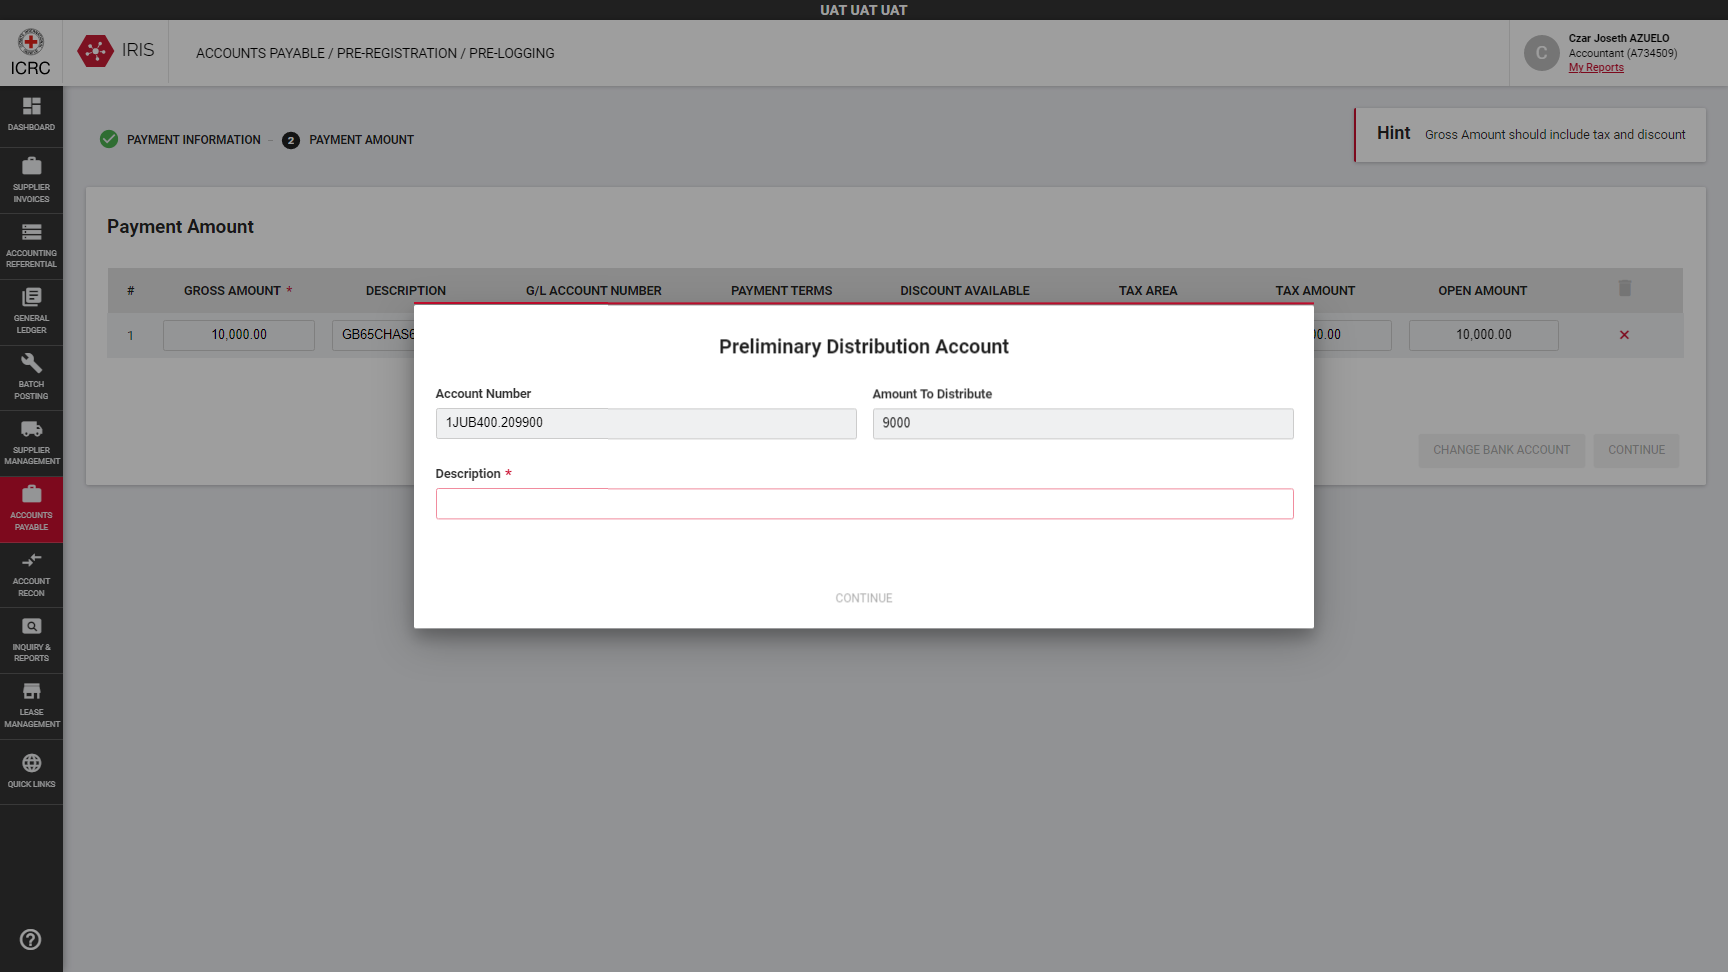 UAT UAT UAT
ICRC
IRIS
ACCOUNTS PAYABLE / PRE-REGISTRATION / PRE-LOGGING
C
Czar Joseth AZUELO
Accountant (A734509)
My Reports
DASHBOARD
SUPPLIER
INVOICES
ACCOUNTING
REFERENTIAL
GENERAL
LEDGER
BATCH
POSTING
SUPPLIER
MANAGEMENT
ACCOUNTS
PAYABLE
ACCOUNT
RECON
INQUIRY &
REPORTS
LEASE
MANAGEMENT
QUICK LINKS
PAYMENT INFORMATION - 2 PAYMENT AMOUNT
Hint Gross Amount should include tax and discount
Payment Amount
# GROSS AMOUNT * DESCRIPTION G/L ACCOUNT NUMBER PAYMENT TERMS DISCOUNT AVAILABLE TAX AREA TAX AMOUNT OPEN AMOUNT
1 10,000.00 GB65CHAS6 00.00 10,000.00
CHANGE BANK ACCOUNT CONTINUE
Preliminary Distribution Account
Account Number Amount To Distribute
1JUB400.209900 9000
Description *
CONTINUE